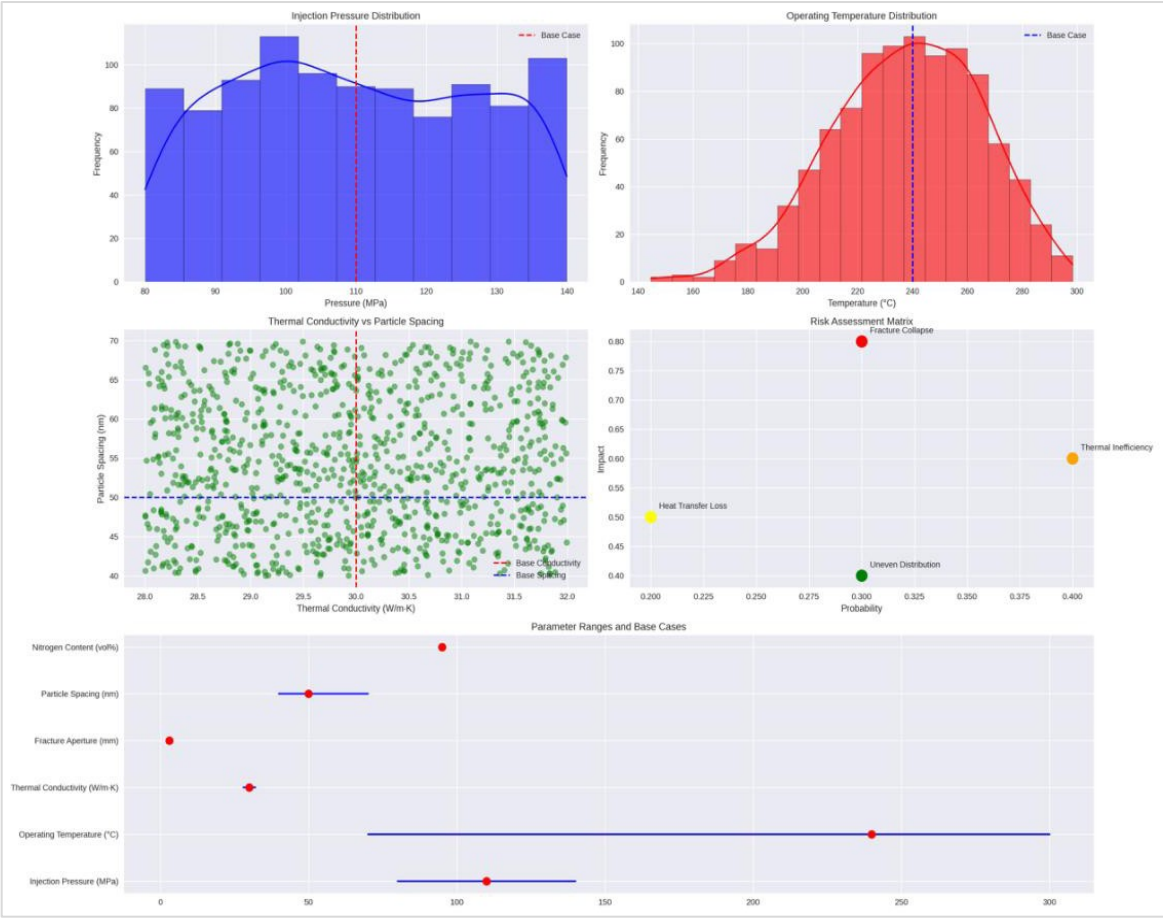 Injection Pressure Distribution
Base Case
Frequency
100
80
60
40
20
0
80 90 100 110 120 130 140
Pressure (MPa)
Operating Temperature Distribution
Base Case
Frequency
100
80
60
40
20
0
140 160 180 200 220 240 260 280 300
Temperature (°C)
Thermal Conductivity vs Particle Spacing
Particle Spacing (nm)
70
65
60
55
50
45
40
Base Conductivity
Base Spacing
28.0 28.5 29.0 29.5 30.0 30.5 31.0 31.5 32.0
Thermal Conductivity (W/m·K)
Risk Assessment Matrix
Fracture Collapse
Thermal Inefficiency
Heat Transfer Loss
Uneven Distribution
Impact
0.80
0.75
0.70
0.65
0.60
0.55
0.50
0.45
0.40
0.200 0.225 0.250 0.275 0.300 0.325 0.350 0.375 0.400
Probability
Parameter Ranges and Base Cases
Nitrogen Content (vol%)
Particle Spacing (nm)
Fracture Aperture (mm)
Thermal Conductivity (W/m·K)
Operating Temperature (°C)
Injection Pressure (MPa)
0 50 100 150 200 250 300